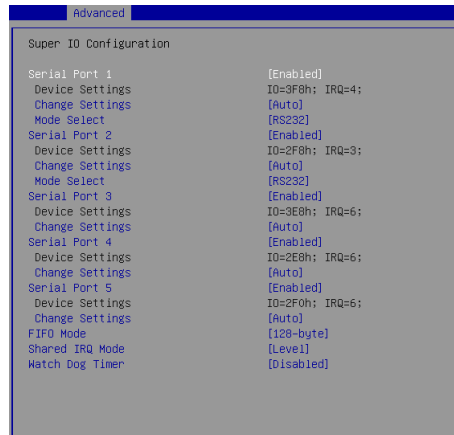 Advanced
Super IO Configuration
Serial Port 1 [Enabled]
Device Settings IO=3F8h; IRQ=4;
Change Settings [Auto]
Mode Select [RS232]
Serial Port 2 [Enabled]
Device Settings IO=2F8h; IRQ=3;
Change Settings [Auto]
Mode Select [RS232]
Serial Port 3 [Enabled]
Device Settings IO=3E8h; IRQ=6;
Change Settings [Auto]
Serial Port 4 [Enabled]
Device Settings IO=2E8h; IRQ=6;
Change Settings [Auto]
Serial Port 5 [Enabled]
Device Settings IO=2F0h; IRQ=6;
Change Settings [Auto]
FIFO Mode [128-byte]
Shared IRQ Mode [Level]
Watch Dog Timer [Disabled]